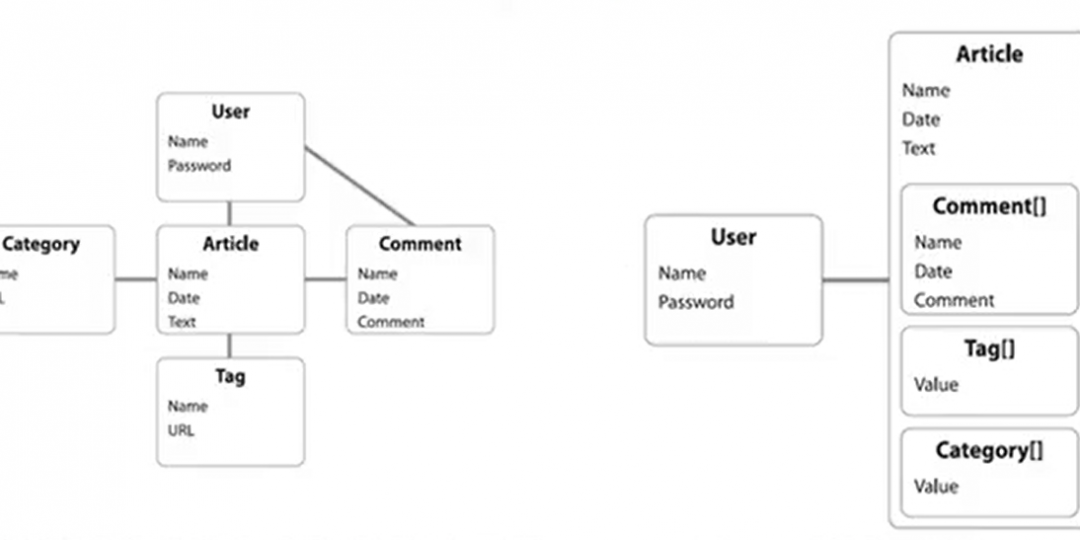 User
Name
Password
Category
Article
Name
Date
Text
Comment
Name
Date
Comment
Tag
Name
URL
User
Name
Password
Article
Name
Date
Text
Comment[]
Name
Date
Comment
Tag[]
Value
Category[]
Value